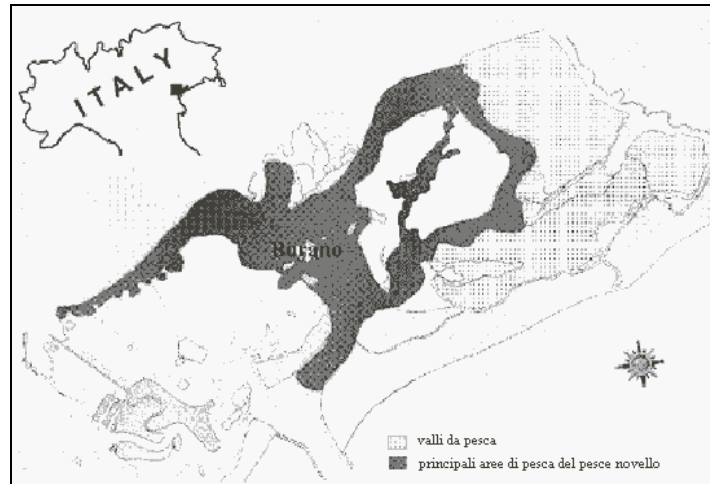 ITALY
Burano
valli da pesca
principali aree di pesca del pesce novello